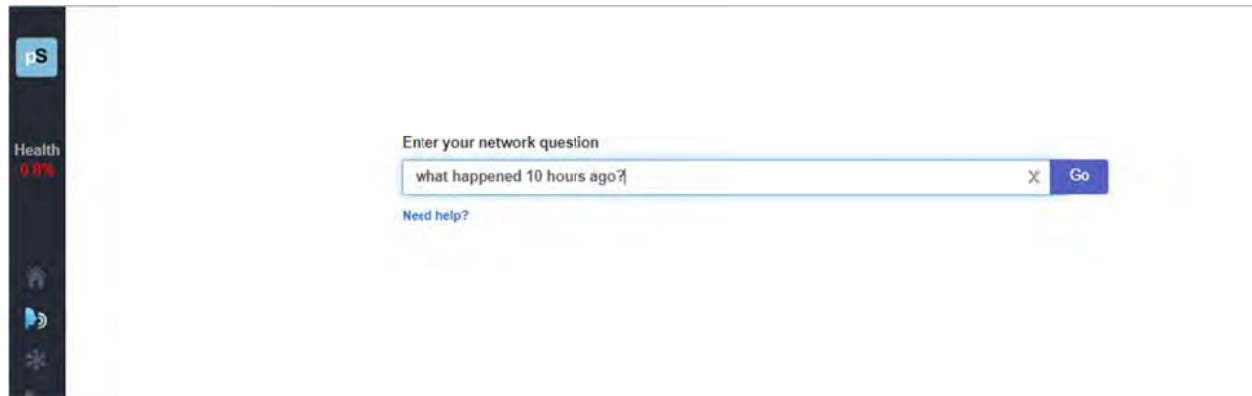 pS
Health
0.8%
Enter your network question
what happened 10 hours ago?
X
Go
Need help?